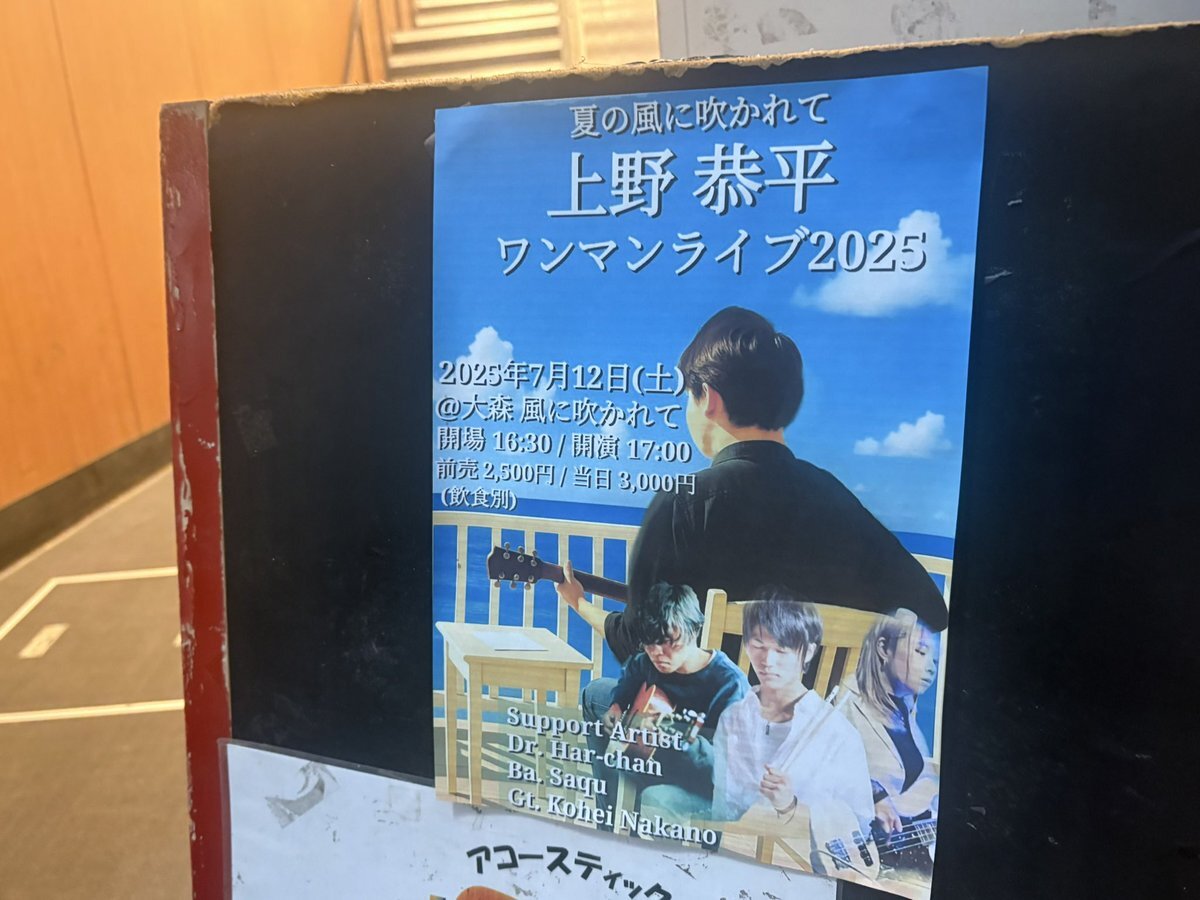 夏の風に吹かれて
上野 恭平
ワンマンライブ2025
2025年7月12日(土)
@大森 風に吹かれて
開場 16:30 / 開演 17:00
前売 2,500円 / 当日 3,000円
(飲食別)
Support Artist
Dr. Har-chan
Ba. Saqu
Gt. Kohei Nakano
アコースティック